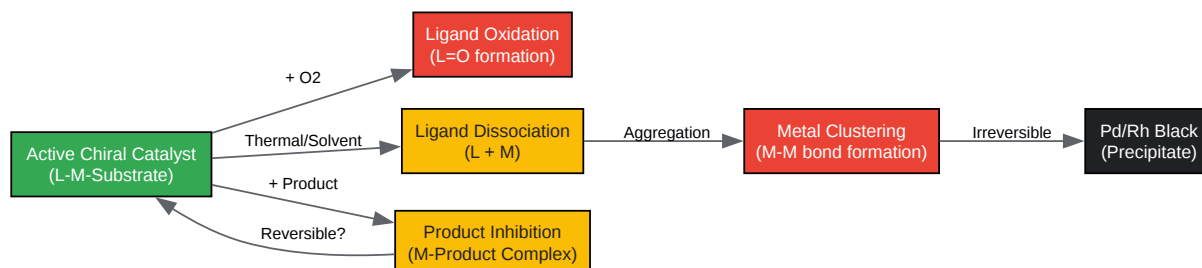 Ligand Oxidation
(L=O formation)
+ O2
Active Chiral Catalyst
(L-M-Substrate)
Thermal/Solvent
Ligand Dissociation
(L + M)
Aggregation
Metal Clustering
(M-M bond formation)
Irreversible
Pd/Rh Black
(Precipitate)
+ Product
Reversible?
Product Inhibition
(M-Product Complex)